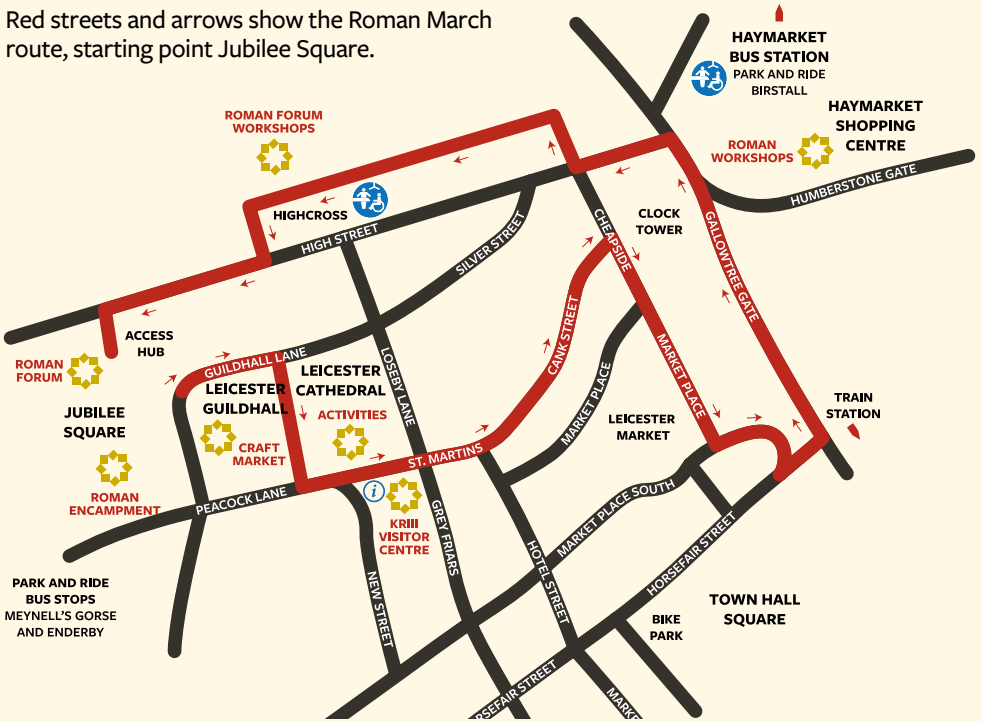 Red streets and arrows show the Roman March
route, starting point Jubilee Square.
HAYMARKET
BUS STATION
PARK AND RIDE
BIRSTALL
HAYMARKET
SHOPPING
CENTRE
ROMAN
WORKSHOPS
HUMBERSTONE GATE
ROMAN FORUM
WORKSHOPS
HIGHCROSS
HIGH STREET
SILVER STREET
CHEAPSIDE
CLOCK
TOWER
GALLOWTREE GATE
ACCESS
HUB
ROMAN
FORUM
GUILDHALL LANE
LEICESTER
GUILDHALL
CRAFT
MARKET
LEICESTER
CATHEDRAL
ACTIVITIES
LOSEBY LANE
CANK STREET
MARKET PLACE
MARKET PLACE
LEICESTER
MARKET
TRAIN
STATION
JUBILEE
SQUARE
ROMAN
ENCAMPMENT
PEACOCK LANE
ST. MARTINS
i
KRIII
VISITOR
CENTRE
GREY FRIARS
NEW STREET
HOTEL STREET
MARKET PLACE SOUTH
HORSEFAIR STREET
TOWN HALL
SQUARE
BIKE
PARK
PARK AND RIDE
BUS STOPS
MEYNELL'S GORSE
AND ENDERBY
RSEFAIR STREET
MARK